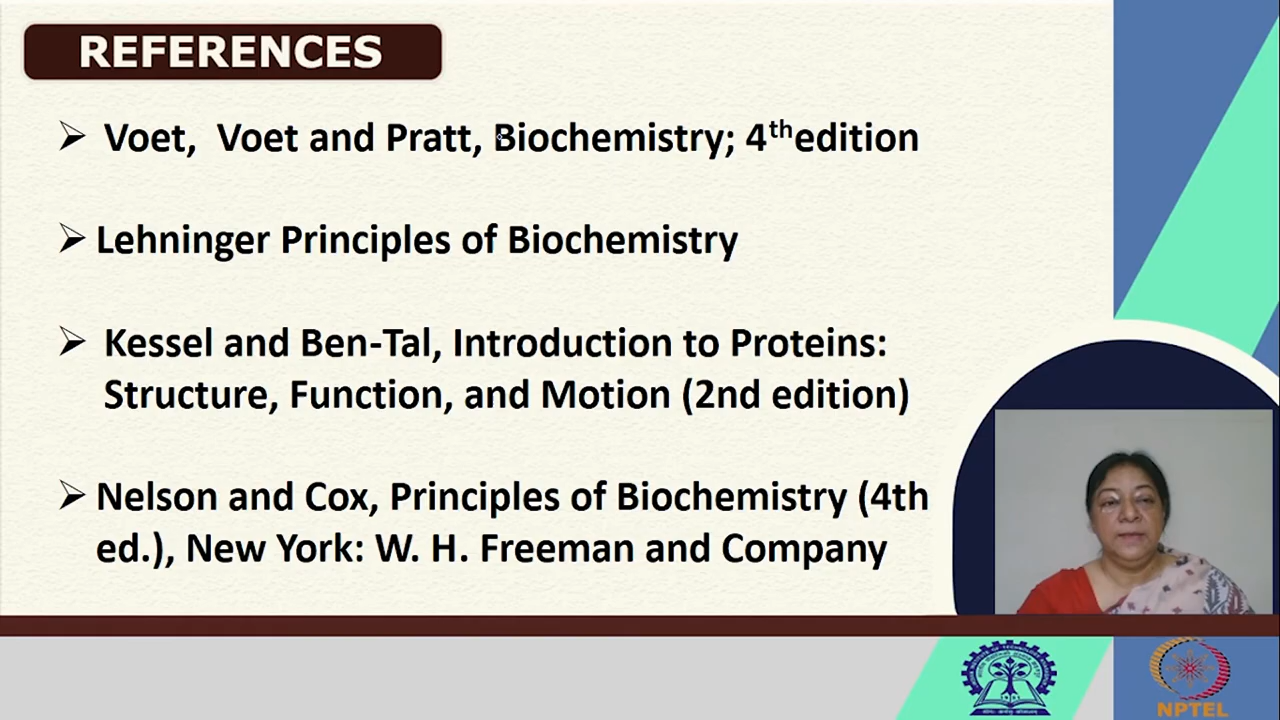 REFERENCES
➢ Voet, Voet and Pratt, Biochemistry; 4thedition
➢ Lehninger Principles of Biochemistry
➢ Kessel and Ben-Tal, Introduction to Proteins:
Structure, Function, and Motion (2nd edition)
➢ Nelson and Cox, Principles of Biochemistry (4th
ed.), New York: W. H. Freeman and Company
NPTEL